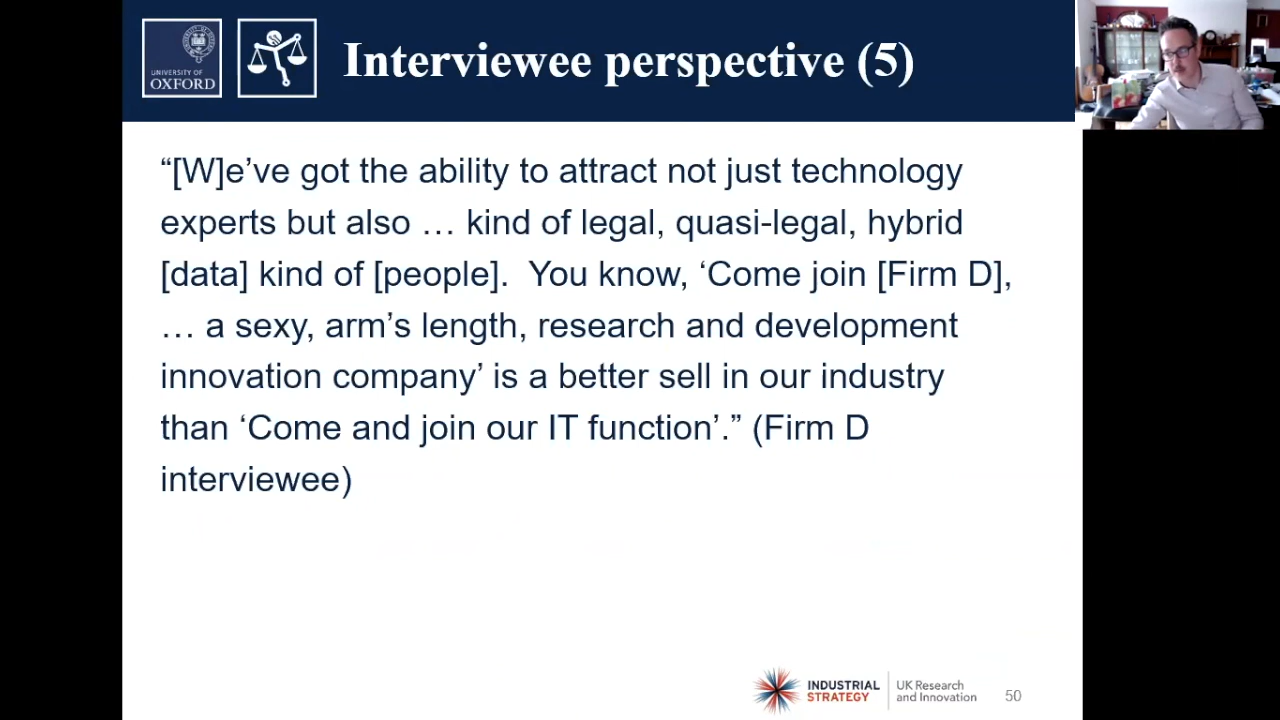 UNIVERSITY OF
OXFORD
Interviewee perspective (5)
“[W]e’ve got the ability to attract not just technology
experts but also … kind of legal, quasi-legal, hybrid
[data] kind of [people].  You know, ‘Come join [Firm D],
… a sexy, arm’s length, research and development
innovation company’ is a better sell in our industry
than ‘Come and join our IT function’.” (Firm D
interviewee)
INDUSTRIAL
STRATEGY
UK Research
and Innovation
50